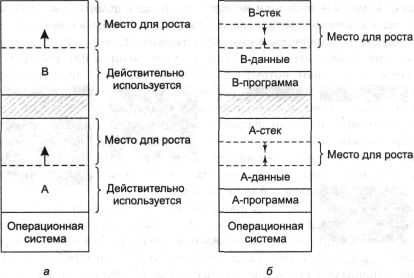 Место для роста
В
Действительно
используется
Место для роста
А
Действительно
используется
Операционная
система
а
В-стек
Место для роста
В-данные
В-программа
А-стек
Место для роста
А-данные
А-программа
Операционная
система
б